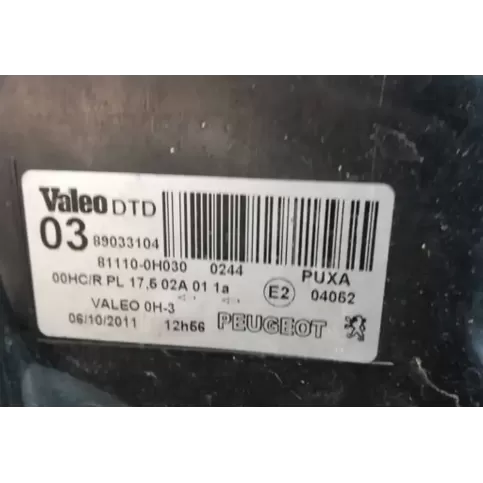 Valeo DTD
03 89033104
81110-0H030 0244 PUXA
00HC/R PL 17,5 02A 01 1a E2 04062
VALEO 0H-3
06/10/2011 12h56 PEUGEOT